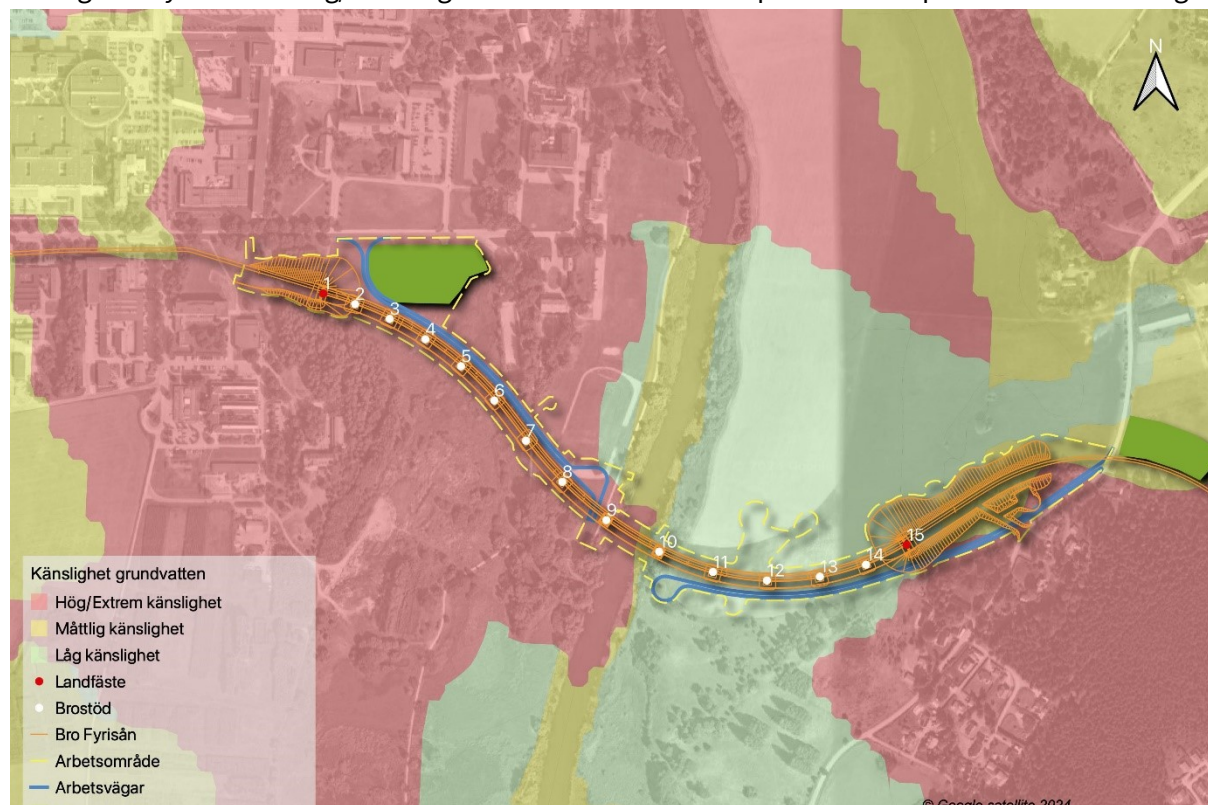 N
1
2
3
4
5
6
7
8
9
10
11
12
13
14
15
Känslighet grundvatten
Hög/Extrem känslighet
Måttlig känslighet
Låg känslighet
Landfäste
Brostöd
Bro Fyrisån
Arbetsområde
Arbetsvägar
© Google satellite 2024